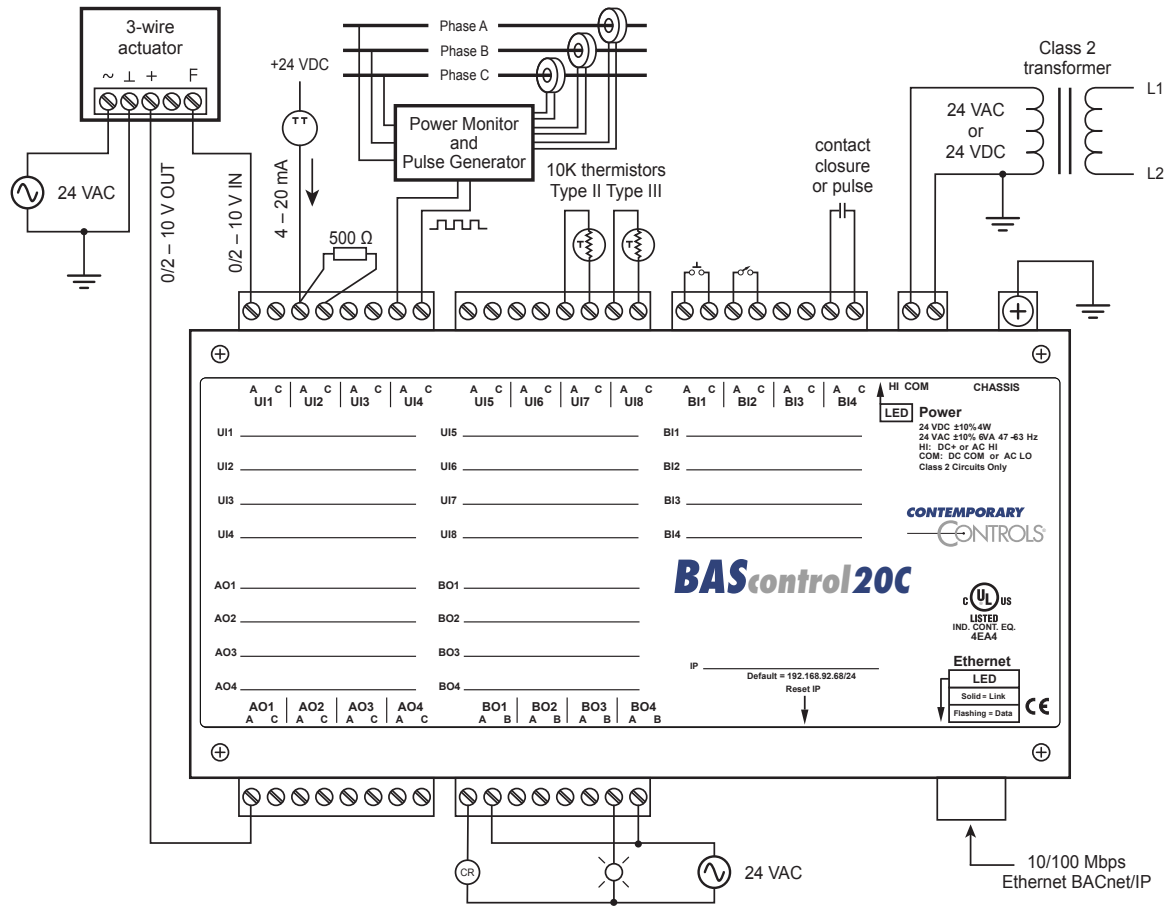 3-wire
actuator
~ ⊥ + F
24 VAC
0/2 – 10 V OUT
0/2 – 10 V IN
+24 VDC
TT
4 – 20 mA
500 Ω
Phase A
Phase B
Phase C
Power Monitor
and
Pulse Generator
10K thermistors
Type II Type III
T T
contact
closure
or pulse
Class 2
transformer
24 VAC
or
24 VDC
L1
L2
A C A C A C A C
UI1 UI2 UI3 UI4
A C A C A C A C
UI5 UI6 UI7 UI8
A C A C A C A C
BI1 BI2 BI3 BI4
HI COM
CHASSIS
LED
Power
24 VDC ±10% 4W
24 VAC ±10% 6VA 47 -63 Hz
HI: DC+ or AC HI
COM: DC COM or AC LO
Class 2 Circuits Only
UI1
UI2
UI3
UI4
UI5
UI6
UI7
UI8
BI1
BI2
BI3
BI4
CONTEMPORARY
CONTROLS®
AO1
AO2
AO3
AO4
BO1
BO2
BO3
BO4
BAScontrol20C
C UL US
LISTED
IND. CONT. EQ.
4EA4
IP
Default = 192.168.92.68/24
Reset IP
Ethernet
LED
Solid = Link
Flashing = Data
CE
AO1 AO2 AO3 AO4
A C A C A C A C
BO1 BO2 BO3 BO4
A B A B A B A B
CR
24 VAC
10/100 Mbps
Ethernet BACnet/IP